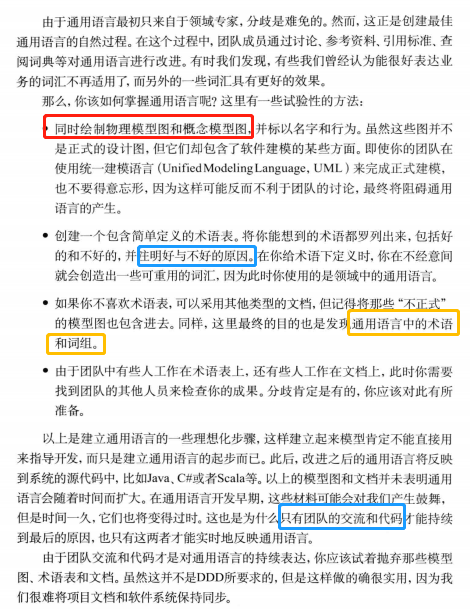 由于通用语言最初只来自于领域专家，分歧是难免的。然而，这正是创建最佳
通用语言的自然过程。在这个过程中，团队成员通过讨论、参考资料、引用标准、查
阅词典等对通用语言进行改进。有时我们发现，有些我们曾经认为能很好表达业
务的词汇不再适用了，而另外的一些词汇具有更好的效果。
那么，你该如何掌握通用语言呢？这里有一些试验性的方法：
• 同时绘制物理模型图和概念模型图，并标以名字和行为。虽然这些图并不
是正式的设计图，但它们却包含了软件建模的某些方面。即使你的团队在
使用统一建模语言（Unified Modeling Language，UML）来完成正式建模，
也不要得意忘形，因为这样可能反而不利于团队的讨论，最终将阻碍通用
语言的产生。
• 创建一个包含简单定义的术语表。将你能想到的术语都罗列出来，包括好
的和不好的，并注明好与不好的原因。在你给术语下定义时，你在不经意间
就会创造出一些可重用的词汇，因为此时你使用的是领域中的通用语言。
• 如果你不喜欢术语表，可以采用其他类型的文档，但记得将那些“不正式”
的模型图也包含进去。同样，这里最终的目的也是发现通用语言中的术语
和词组。
• 由于团队中有些人工作在术语表上，还有些人工作在文档上，此时你需要
找到团队的其他人员来检查你的成果。分歧肯定是有的，你应该对此有所
准备。
以上是建立通用语言的一些理想化步骤，这样建立起来模型肯定不能直接用
来指导开发，而只是建立通用语言的起步而已。此后，改进之后的通用语言将反映
到系统的源代码中，比如Java、C#或者Scala等。以上的模型图和文档并未表明通用
语言会随着时间而扩大。在通用语言开发早期，这些材料可能会对我们产生鼓舞，
但是时间一久，它们也将变得过时。这也是为什么只有团队的交流和代码才能持续
到最后的原因，也只有这两者才能实时地反映通用语言。
由于团队交流和代码才是对通用语言的持续表达，你应该试着抛弃那些模型
图、术语表和文档。虽然这并不是DDD所要求的，但是这样做的确很实用，因为我
们很难将项目文档和软件系统保持同步。